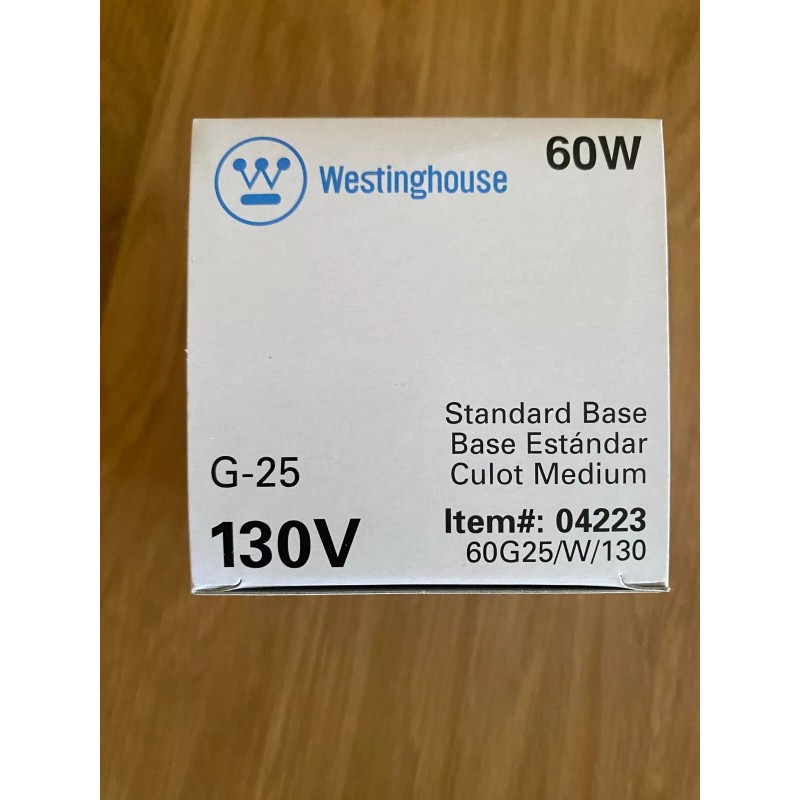 Westinghouse
60W
Standard Base
Base Estándar
Culot Medium
G-25
130V
Item#: 04223
60G25/W/130